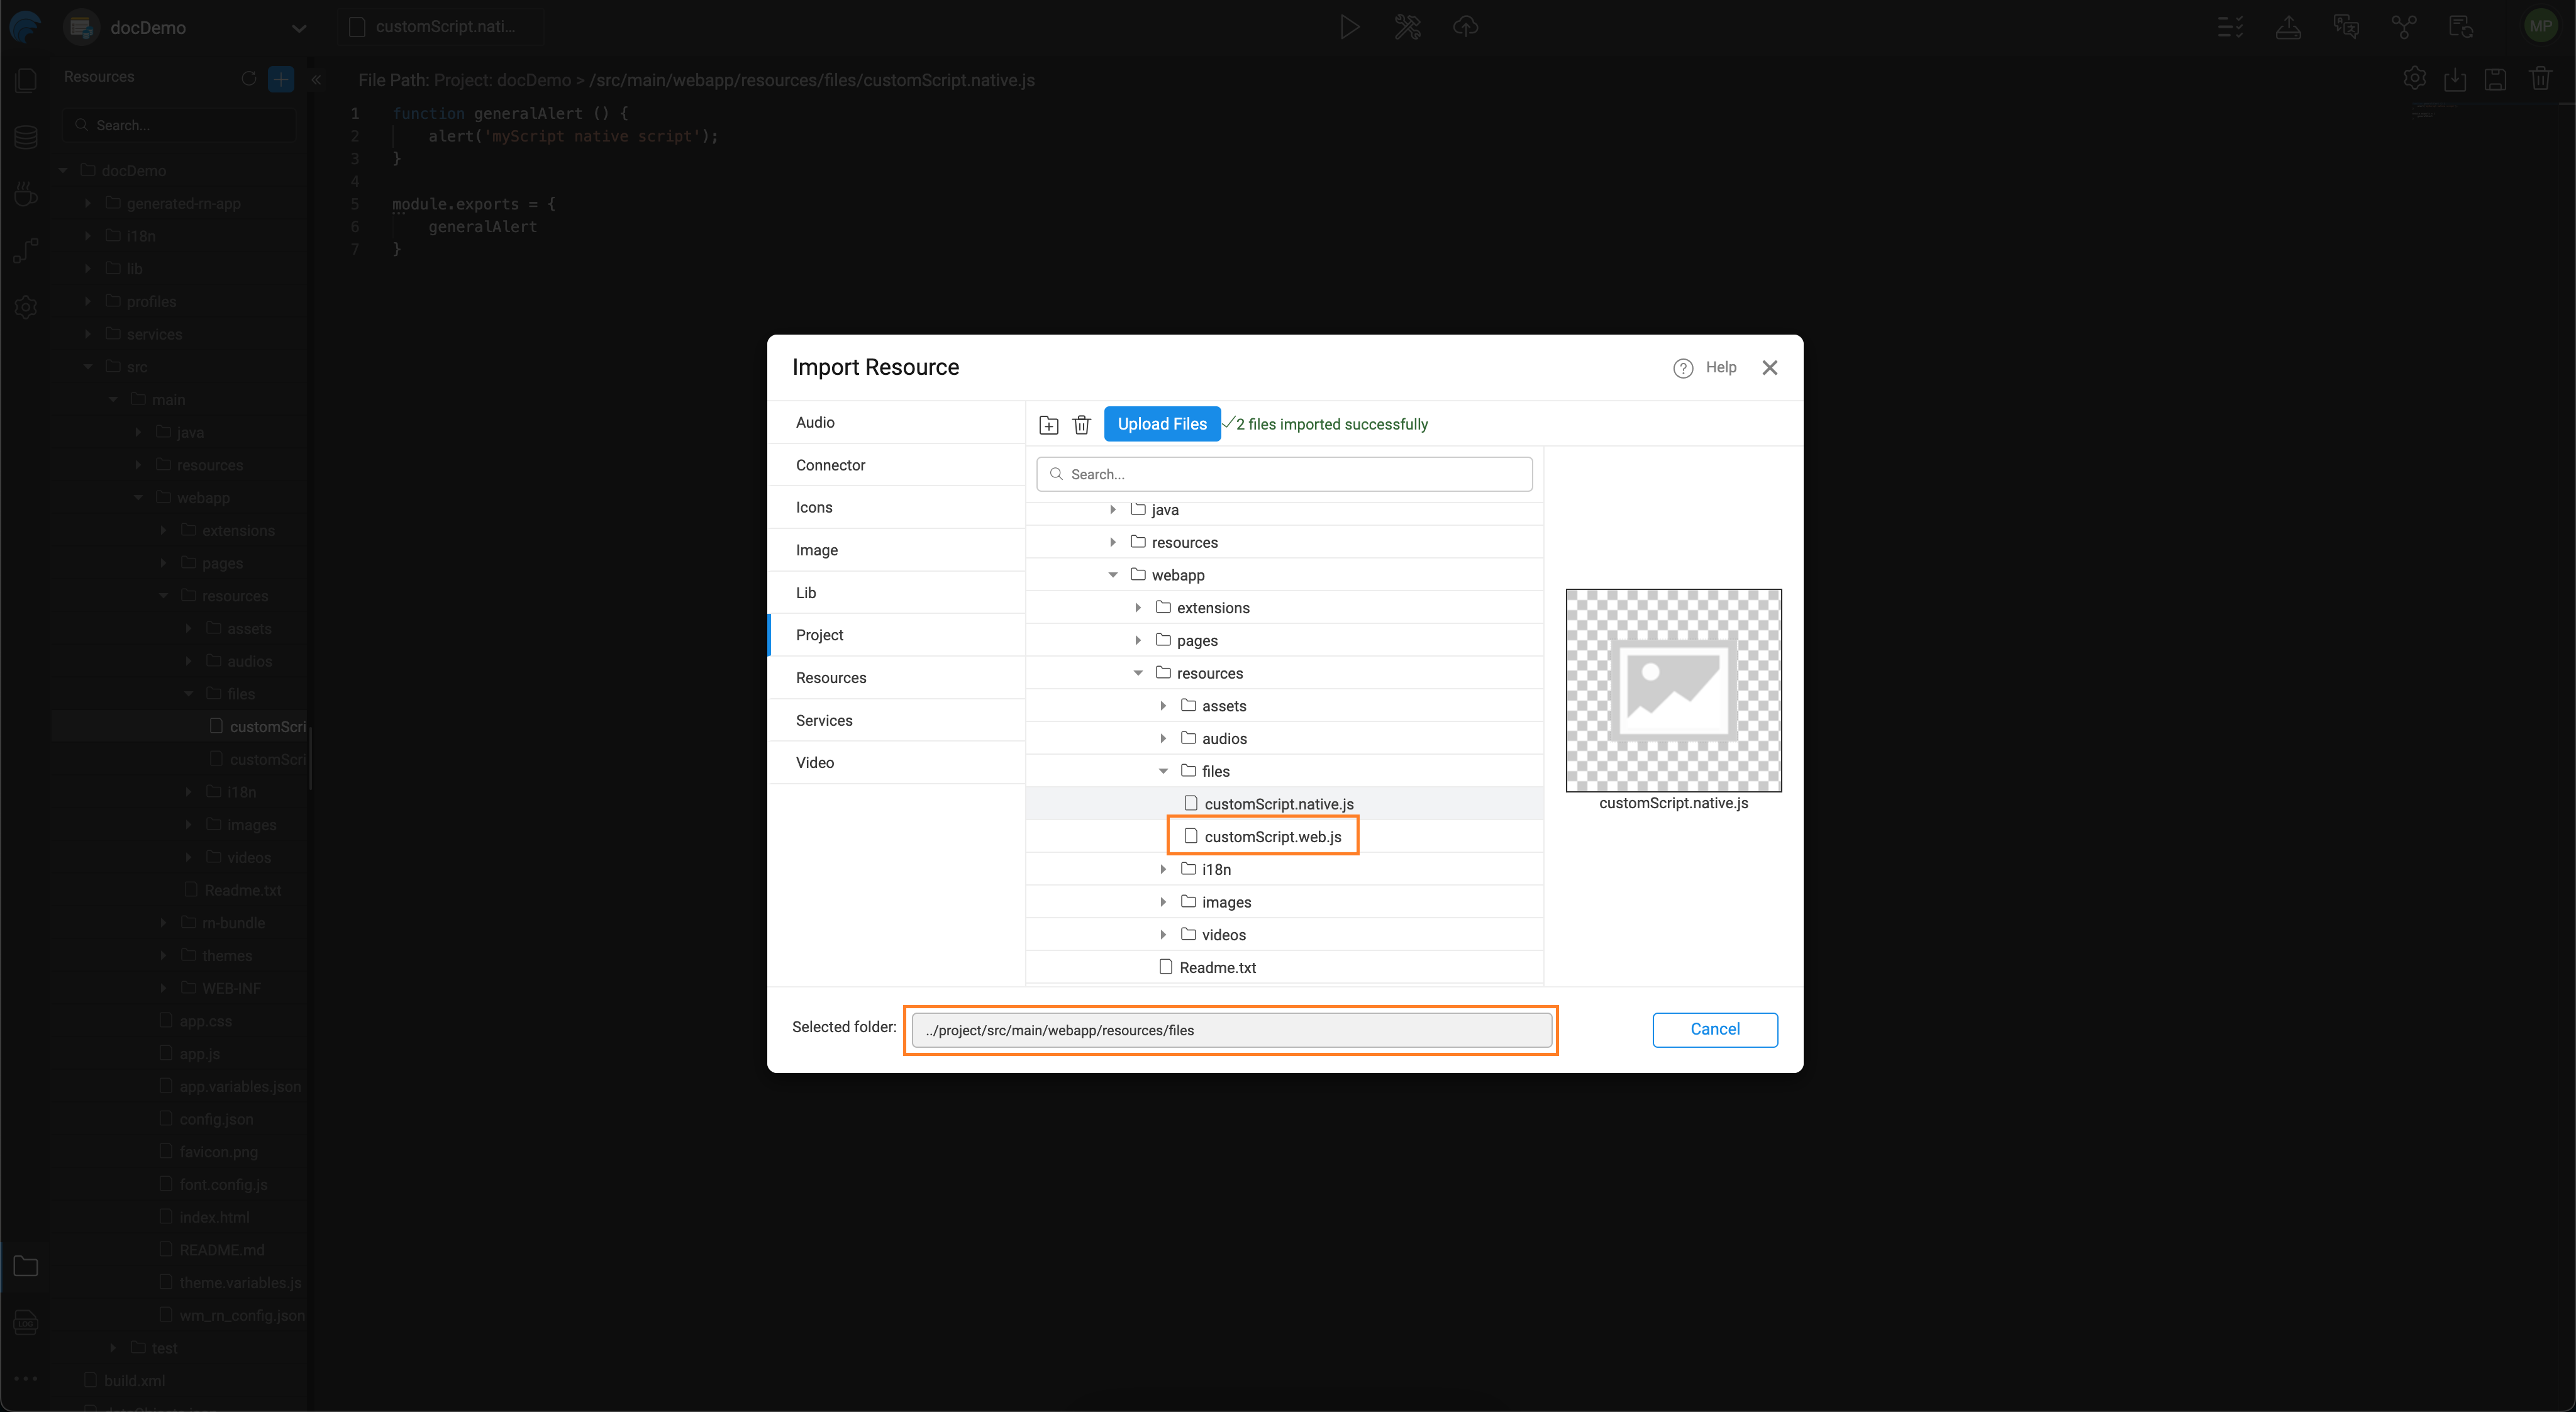 docDemo
customScript.nati...
MP
Resources
File Path: Project: docDemo > /src/main/webapp/resources/files/customScript.native.js
Search...
1 function generalAlert () {
2 alert('myScript native script');
3 }
4
5 module.exports = {
6 generalAlert
7 }
docDemo
generated-rn-app
i18n
lib
profiles
services
src
main
java
resources
webapp
extensions
pages
resources
assets
audios
files
customScri
customScri
i18n
images
videos
Readme.txt
rn-bundle
themes
WEB-INF
app.css
app.js
app.variables.json
config.json
favicon.png
font.config.js
index.html
README.md
theme.variables.js
wm_rn_config.json
test
build.xml
LOG
Import Resource
? Help
Audio
Connector
Icons
Image
Lib
Project
Resources
Services
Video
Upload Files
2 files imported successfully
Search...
java
resources
webapp
extensions
pages
resources
assets
audios
files
customScript.native.js
customScript.web.js
i18n
images
videos
Readme.txt
customScript.native.js
Selected folder: ../project/src/main/webapp/resources/files
Cancel